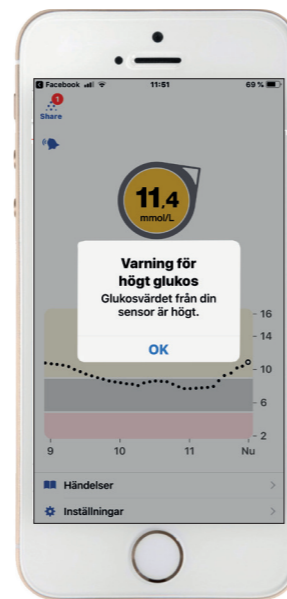 Facebook 11:51 69 %
1
Share
11,4
mmol/L
Varning för
högt glukos
Glukosvärdet från din
sensor är högt.
OK
16
14
10
6
2
9 10 11 Nu
Händelser
Inställningar